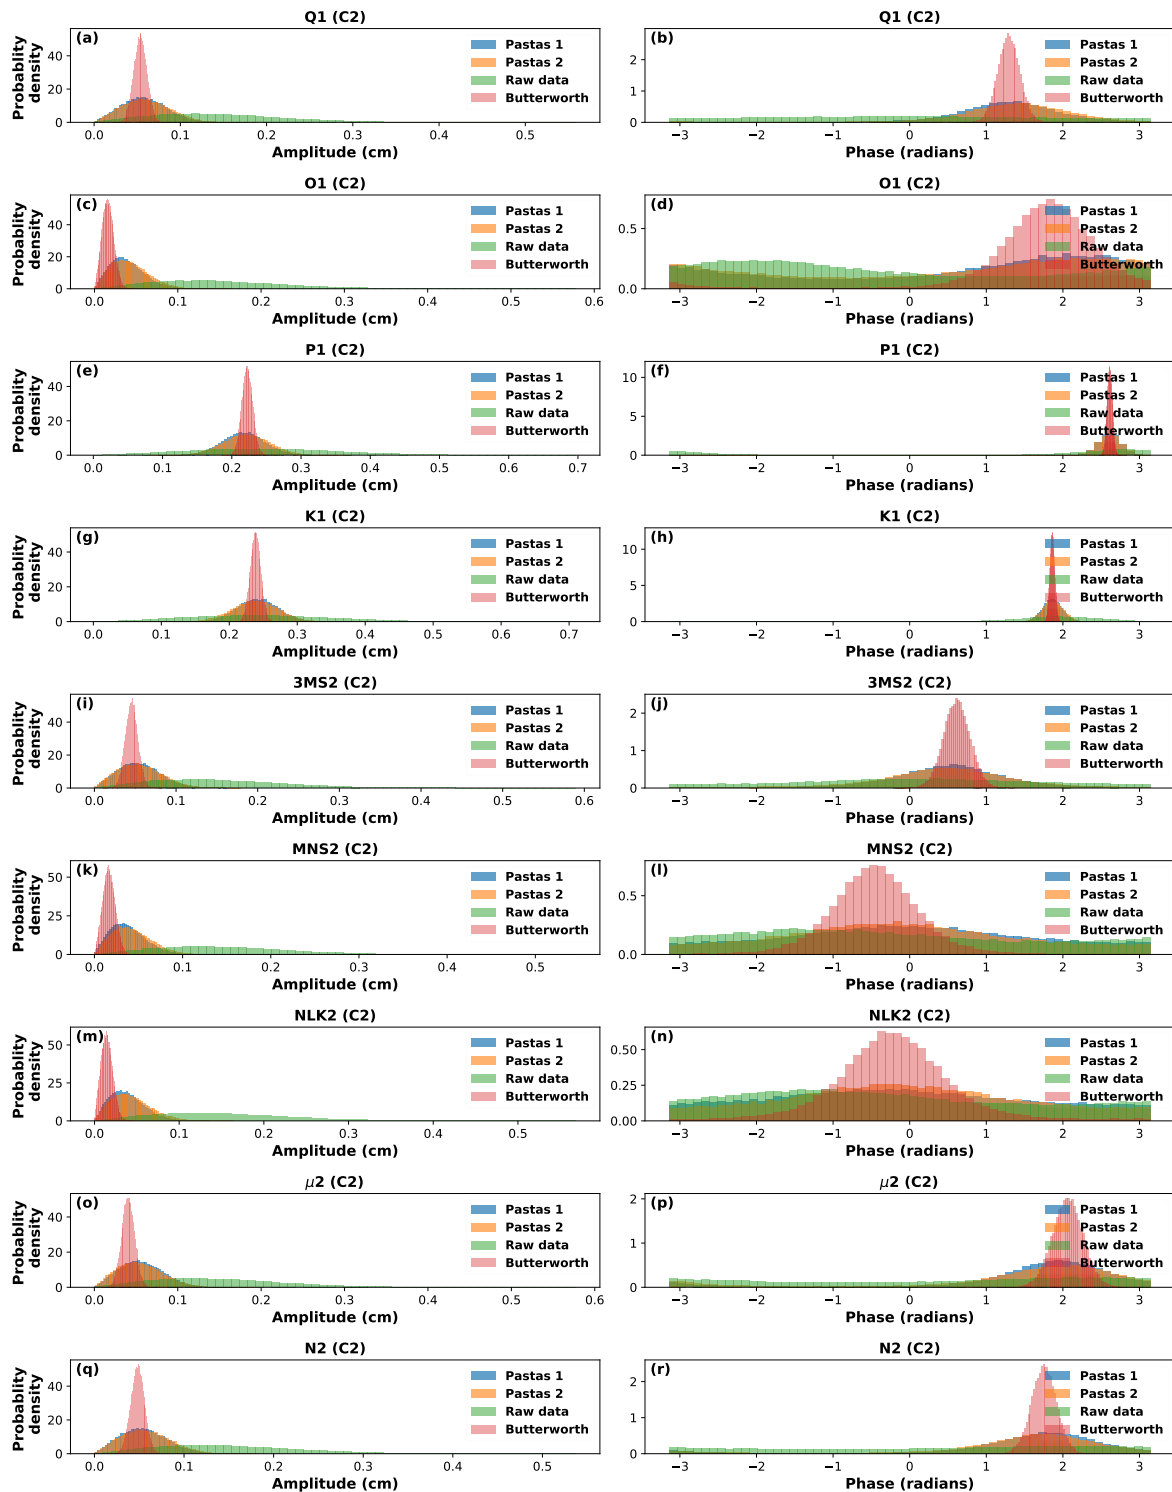 Q1 (C2)
(a)
Probablity density
40
20
0
Pastas 1
Pastas 2
Raw data
Butterworth
0.0 0.1 0.2 0.3 0.4 0.5
Amplitude (cm)
Q1 (C2)
(b)
2
1
0
Pastas 1
Pastas 2
Raw data
Butterworth
−3 −2 −1 0 1 2 3
Phase (radians)
O1 (C2)
(c)
Probablity density
40
20
0
Pastas 1
Pastas 2
Raw data
Butterworth
0.0 0.1 0.2 0.3 0.4 0.5 0.6
Amplitude (cm)
O1 (C2)
(d)
0.5
0.0
Pastas 1
Pastas 2
Raw data
Butterworth
−3 −2 −1 0 1 2 3
Phase (radians)
P1 (C2)
(e)
Probablity density
40
20
0
Pastas 1
Pastas 2
Raw data
Butterworth
0.0 0.1 0.2 0.3 0.4 0.5 0.6 0.7
Amplitude (cm)
P1 (C2)
(f)
10
5
0
Pastas 1
Pastas 2
Raw data
Butterworth
−3 −2 −1 0 1 2 3
Phase (radians)
K1 (C2)
(g)
Probablity density
40
20
0
Pastas 1
Pastas 2
Raw data
Butterworth
0.0 0.1 0.2 0.3 0.4 0.5 0.6 0.7
Amplitude (cm)
K1 (C2)
(h)
10
5
0
Pastas 1
Pastas 2
Raw data
Butterworth
−3 −2 −1 0 1 2 3
Phase (radians)
3MS2 (C2)
(i)
Probablity density
40
20
0
Pastas 1
Pastas 2
Raw data
Butterworth
0.0 0.1 0.2 0.3 0.4 0.5 0.6
Amplitude (cm)
3MS2 (C2)
(j)
2
1
0
Pastas 1
Pastas 2
Raw data
Butterworth
−3 −2 −1 0 1 2 3
Phase (radians)
MNS2 (C2)
(k)
Probablity density
50
25
0
Pastas 1
Pastas 2
Raw data
Butterworth
0.0 0.1 0.2 0.3 0.4 0.5
Amplitude (cm)
MNS2 (C2)
(l)
0.5
0.0
Pastas 1
Pastas 2
Raw data
Butterworth
−3 −2 −1 0 1 2 3
Phase (radians)
NLK2 (C2)
(m)
Probablity density
50
25
0
Pastas 1
Pastas 2
Raw data
Butterworth
0.0 0.1 0.2 0.3 0.4 0.5
Amplitude (cm)
NLK2 (C2)
(n)
0.50
0.25
0.00
Pastas 1
Pastas 2
Raw data
Butterworth
−3 −2 −1 0 1 2 3
Phase (radians)
μ2 (C2)
(o)
Probablity density
40
20
0
Pastas 1
Pastas 2
Raw data
Butterworth
0.0 0.1 0.2 0.3 0.4 0.5 0.6
Amplitude (cm)
μ2 (C2)
(p)
2
1
0
Pastas 1
Pastas 2
Raw data
Butterworth
−3 −2 −1 0 1 2 3
Phase (radians)
N2 (C2)
(q)
Probablity density
40
20
0
Pastas 1
Pastas 2
Raw data
Butterworth
0.0 0.1 0.2 0.3 0.4 0.5
Amplitude (cm)
N2 (C2)
(r)
2
1
0
Pastas 1
Pastas 2
Raw data
Butterworth
−3 −2 −1 0 1 2 3
Phase (radians)